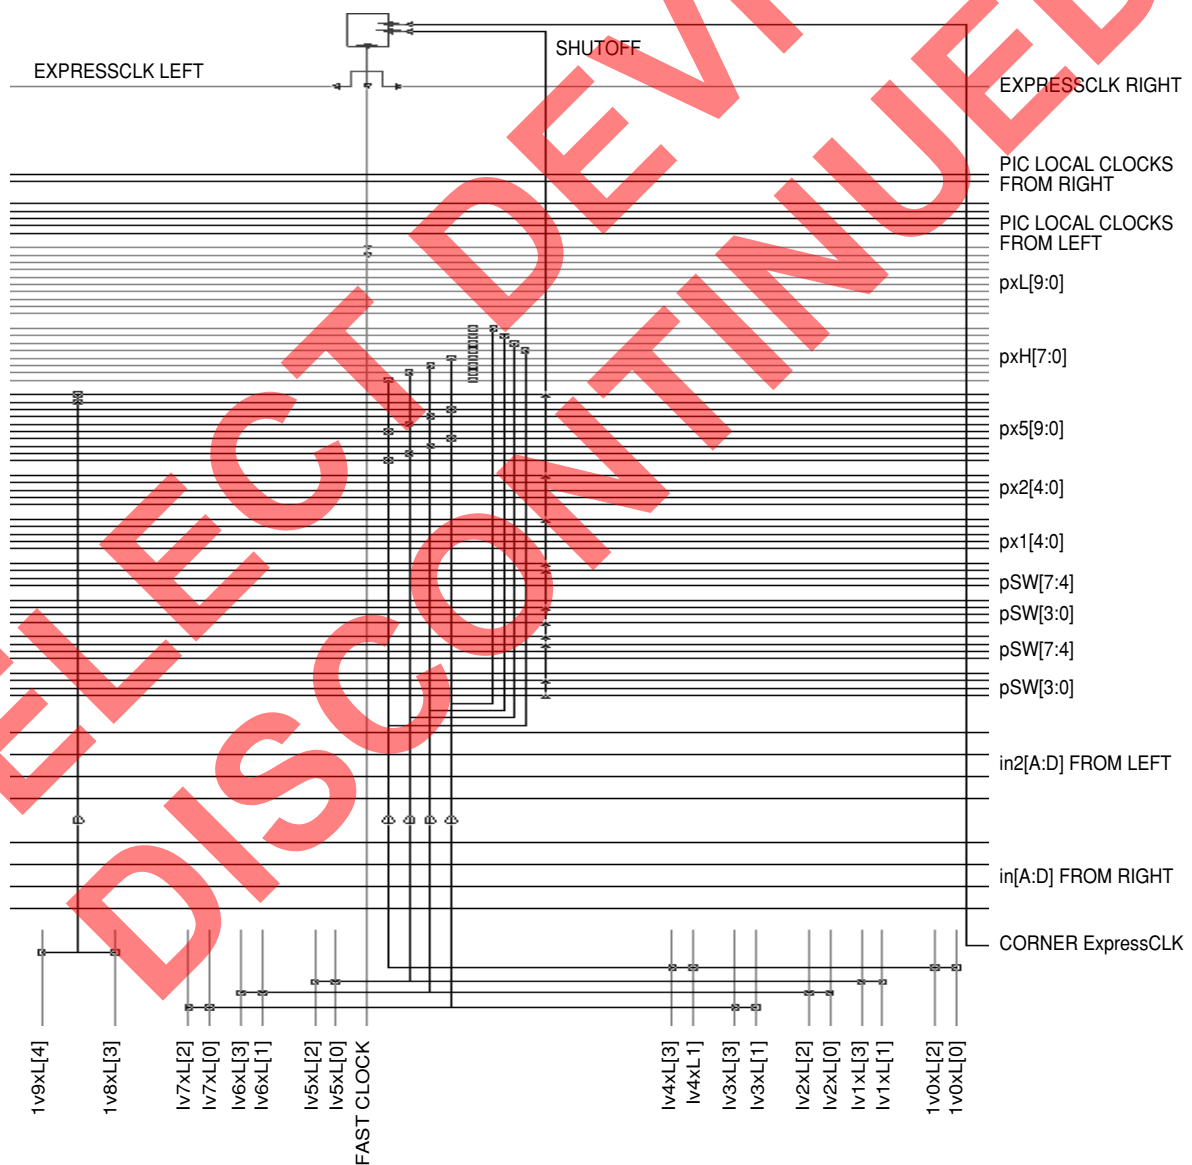 SHUTOFF
EXPRESSCLK LEFT
EXPRESSCLK RIGHT
PIC LOCAL CLOCKS
FROM RIGHT
PIC LOCAL CLOCKS
FROM LEFT
pxL[9:0]
pxH[7:0]
px5[9:0]
px2[4:0]
px1[4:0]
pSW[7:4]
pSW[3:0]
pSW[7:4]
pSW[3:0]
in2[A:D] FROM LEFT
in[A:D] FROM RIGHT
CORNER ExpressCLK
1v9xL[4]
1v8xL[3]
Iv7xL[2]
Iv7xL[0]
Iv6xL[3]
Iv6xL[1]
Iv5xL[2]
Iv5xL[0]
FAST CLOCK
Iv4xL[3]
Iv4xL1]
Iv3xL[3]
Iv3xL[1]
Iv2xL[2]
Iv2xL[0]
Iv1xL[3]
Iv1xL[1]
1v0xL[2]
1v0xL[0]
ELECT DEVI
DISCONTINUED